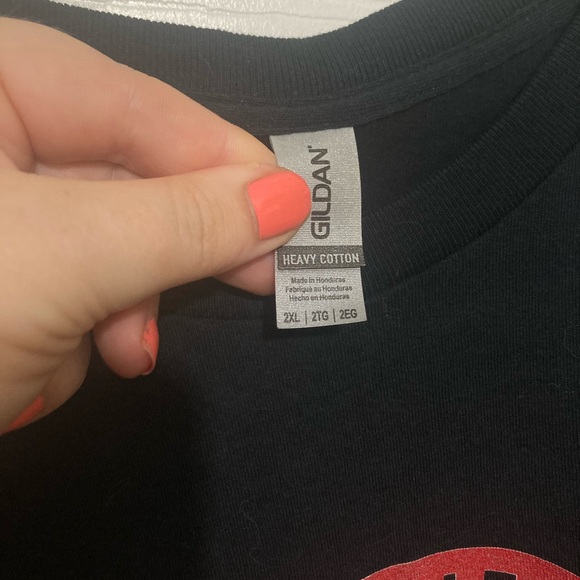 GILDAN
HEAVY COTTON
Made in Honduras
Fabriqué au Honduras
Hecho en Honduras
2XL | 2TG | 2EG